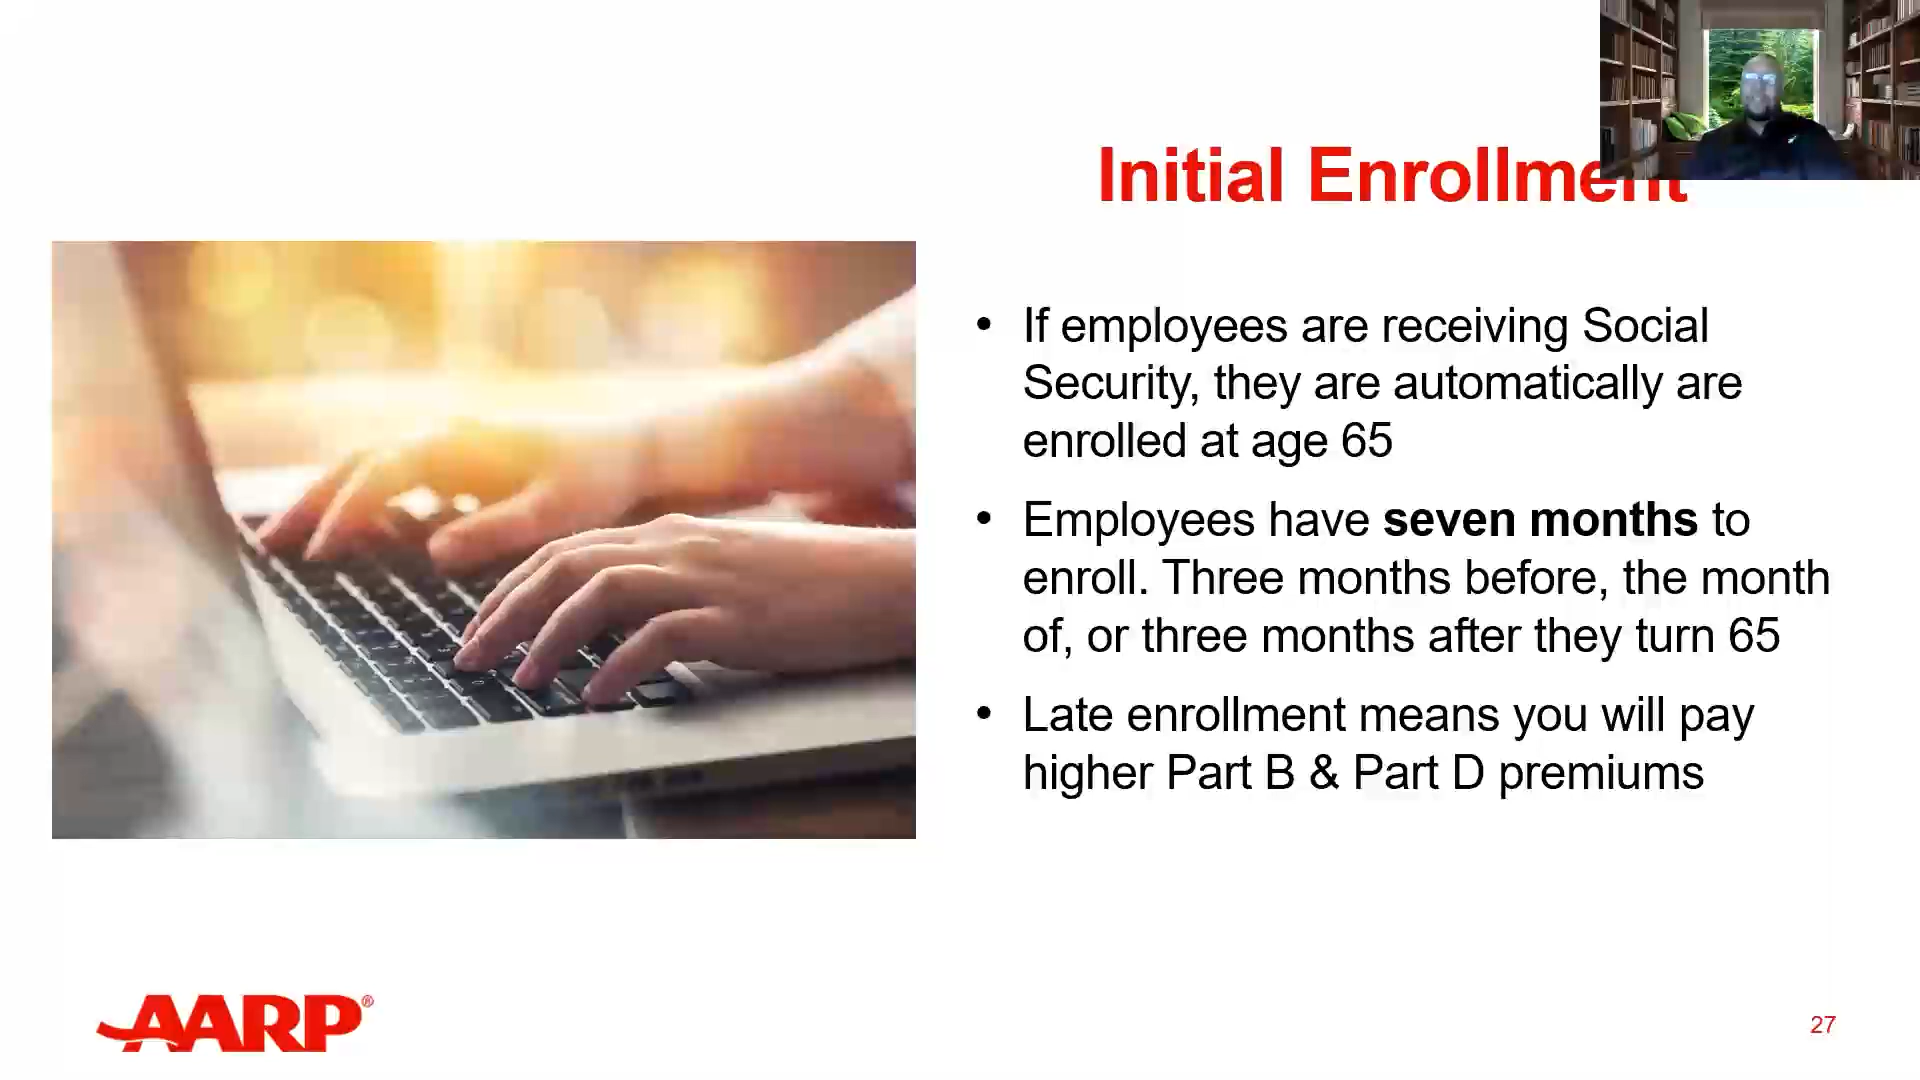 Initial Enrollment
• If employees are receiving Social
Security, they are automatically are
enrolled at age 65
• Employees have seven months to
enroll. Three months before, the month
of, or three months after they turn 65
• Late enrollment means you will pay
higher Part B & Part D premiums
AARP®
27